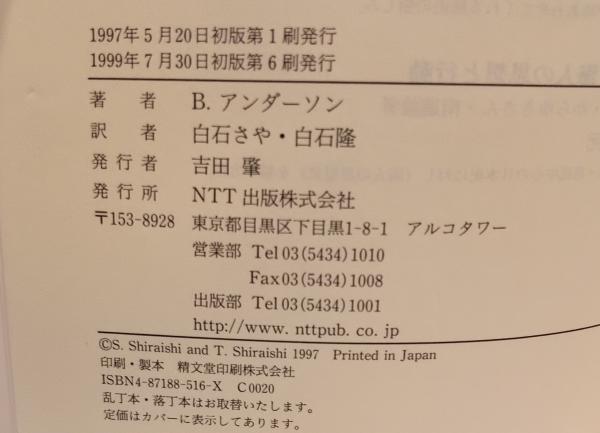 1997年5月20日初版第1刷発行
1999年7月30日初版第6刷発行
著者 B. アンダーソン
訳者 白石さや・白石隆
発行者 吉田 肇
発行所 NTT出版株式会社
〒153-8928 東京都目黒区下目黒1-8-1 アルコタワー
営業部 Tel 03(5434)1010
Fax 03(5434)1008
出版部 Tel 03(5434)1001
http://www. nttpub. co. jp
©S. Shiraishi and T. Shiraishi 1997 Printed in Japan
印刷・製本 精文堂印刷株式会社
ISBN4-87188-516-X C0020
乱丁本・落丁本はお取替いたします。
定価はカバーに表示してあります。